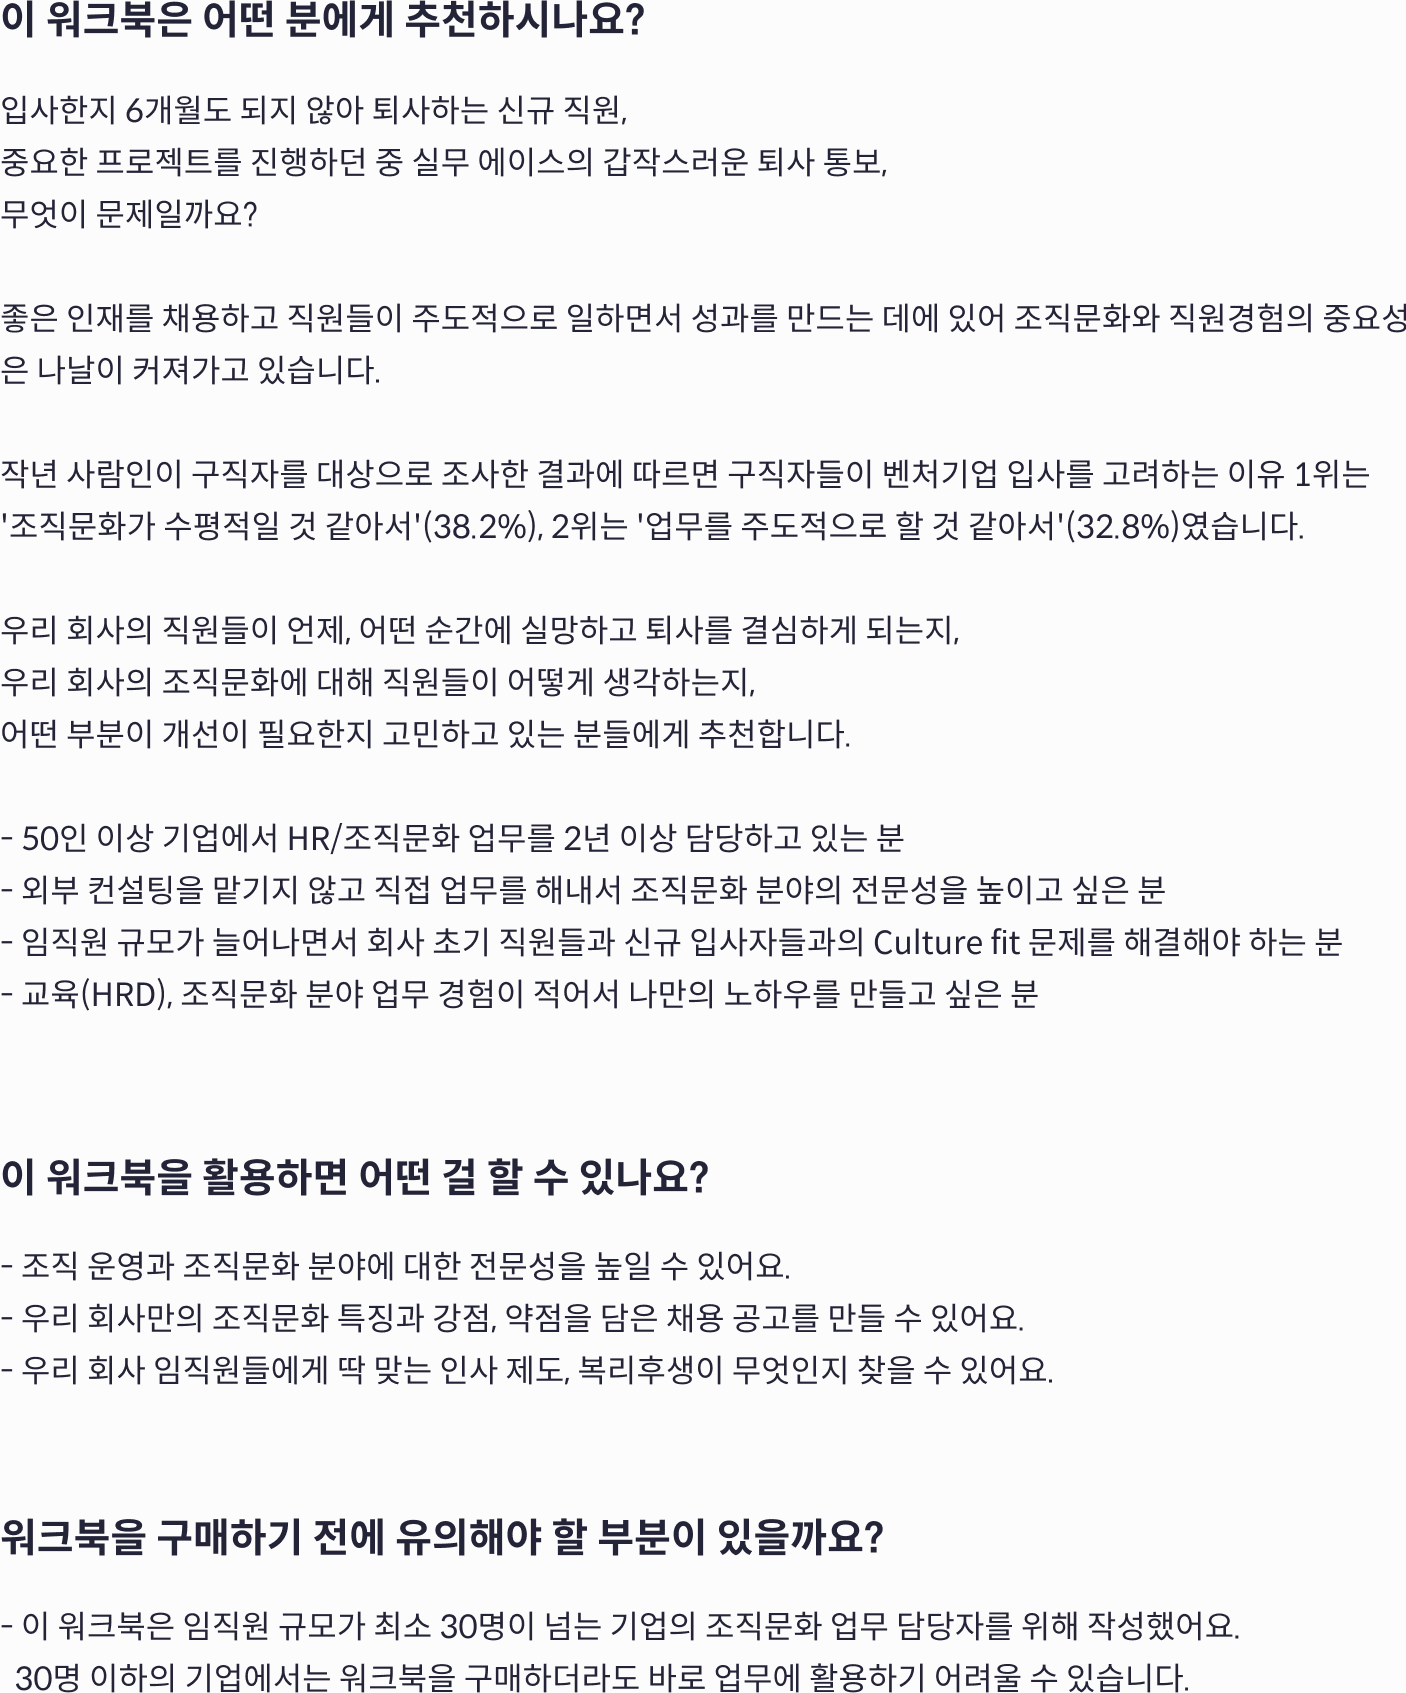 이 워크북은 어떤 분에게 추천하시나요?
입사한지 6개월도 되지 않아 퇴사하는 신규 직원,
중요한 프로젝트를 진행하던 중 실무 에이스의 갑작스러운 퇴사 통보,
무엇이 문제일까요?
좋은 인재를 채용하고 직원들이 주도적으로 일하면서 성과를 만드는 데에 있어 조직문화와 직원경험의 중요성
은 나날이 커져가고 있습니다.
작년 사람인이 구직자를 대상으로 조사한 결과에 따르면 구직자들이 벤처기업 입사를 고려하는 이유 1위는
'조직문화가 수평적일 것 같아서'(38.2%), 2위는 '업무를 주도적으로 할 것 같아서'(32.8%)였습니다.
우리 회사의 직원들이 언제, 어떤 순간에 실망하고 퇴사를 결심하게 되는지,
우리 회사의 조직문화에 대해 직원들이 어떻게 생각하는지,
어떤 부분이 개선이 필요한지 고민하고 있는 분들에게 추천합니다.
- 50인 이상 기업에서 HR/조직문화 업무를 2년 이상 담당하고 있는 분
- 외부 컨설팅을 맡기지 않고 직접 업무를 해내서 조직문화 분야의 전문성을 높이고 싶은 분
- 임직원 규모가 늘어나면서 회사 초기 직원들과 신규 입사자들과의 Culture fit 문제를 해결해야 하는 분
- 교육(HRD), 조직문화 분야 업무 경험이 적어서 나만의 노하우를 만들고 싶은 분
이 워크북을 활용하면 어떤 걸 할 수 있나요?
- 조직 운영과 조직문화 분야에 대한 전문성을 높일 수 있어요.
- 우리 회사만의 조직문화 특징과 강점, 약점을 담은 채용 공고를 만들 수 있어요.
- 우리 회사 임직원들에게 딱 맞는 인사 제도, 복리후생이 무엇인지 찾을 수 있어요.
워크북을 구매하기 전에 유의해야 할 부분이 있을까요?
- 이 워크북은 임직원 규모가 최소 30명이 넘는 기업의 조직문화 업무 담당자를 위해 작성했어요.
30명 이하의 기업에서는 워크북을 구매하더라도 바로 업무에 활용하기 어려울 수 있습니다.